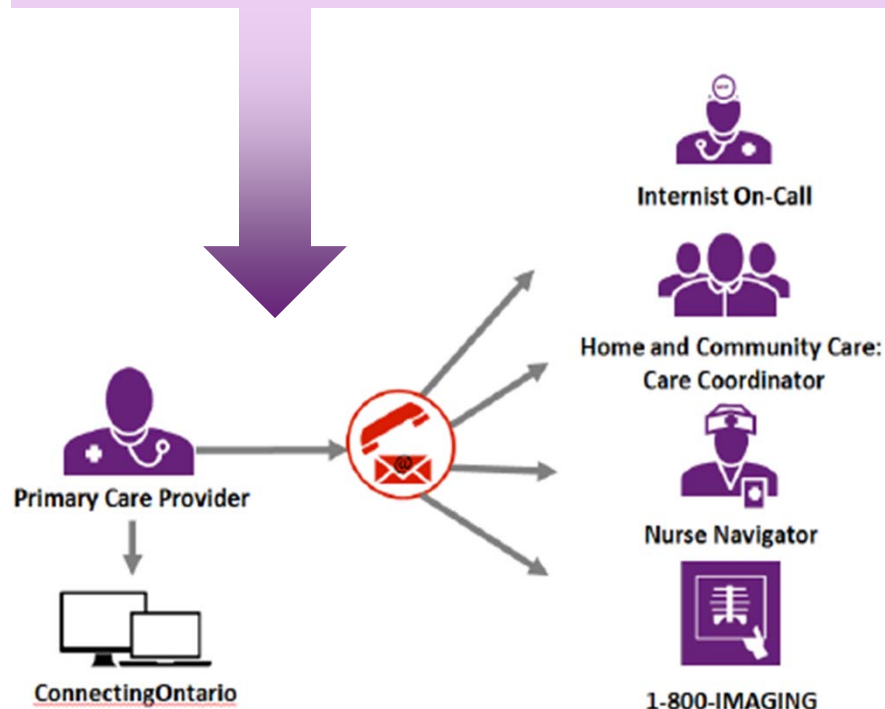 Internist On-Call
Home and Community Care:
Care Coordinator
Primary Care Provider
@
Nurse Navigator
ConnectingOntario
1-800-IMAGING